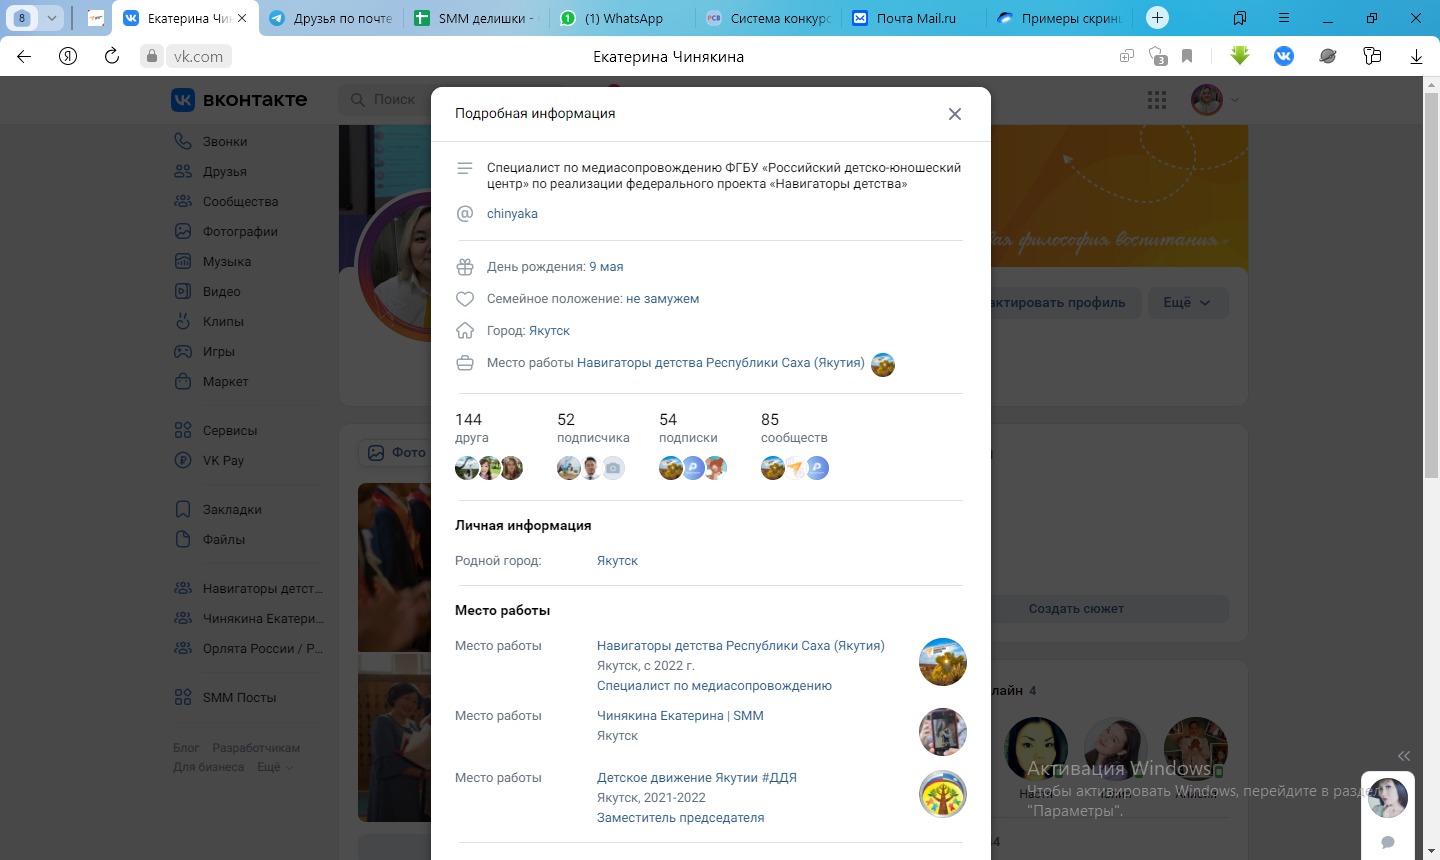 8
Екатерина Чин
Друзья по почте
SMM делишки -
(1) WhatsApp
Система конкурс
Почта Mail.ru
Примеры скринш
vk.com
Екатерина Чинякина
3
вконтакте
Поиск
Звонки
Друзья
Сообщества
Фотографии
Музыка
Видео
Клипы
Игры
Маркет
Сервисы
VK Pay
Закладки
Файлы
Навигаторы детст...
Чинякина Екатери...
Орлята России / Р...
SMM Посты
Блог Разработчикам
Для бизнеса Ещё
Подробная информация
Специалист по медиасопровождению ФГБУ «Российский детско-юношеский
центр» по реализации федерального проекта «Навигаторы детства»
chinyaka
День рождения: 9 мая
Семейное положение: не замужем
Город: Якутск
Место работы Навигаторы детства Республики Саха (Якутия)
144 52 54 85
друга подписчика подписки сообществ
Личная информация
Родной город: Якутск
Место работы
Место работы Навигаторы детства Республики Саха (Якутия)
Якутск, с 2022 г.
Специалист по медиасопровождению
Место работы Чинякина Екатерина | SMM
Якутск
Место работы Детское движение Якутии #ДДЯ
Якутск, 2021-2022
Заместитель председателя
философия воспитания»
актировать профиль
Ещё
Фото
Создать сюжет
лайн 4
Активация Windows
Чтобы активировать Windows, перейдите в раздел
"Параметры".
4